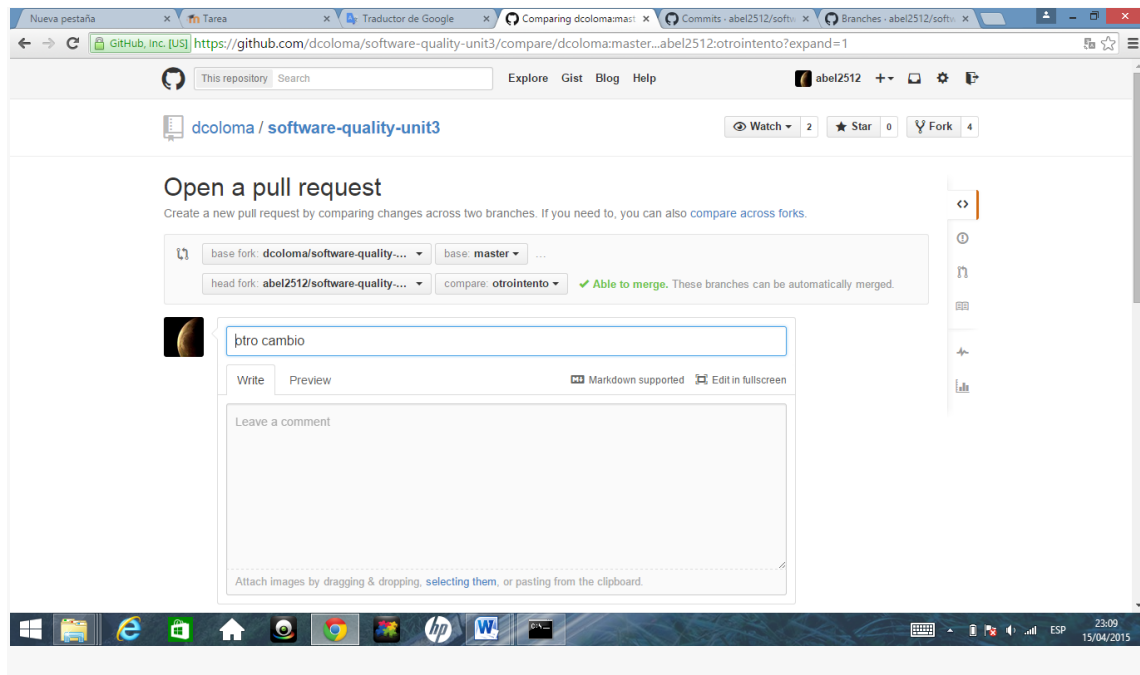 Nueva pestaña
Tarea
Traductor de Google
Comparing dcoloma:mast
Commits · abel2512/softw
Branches · abel2512/softw
GitHub, Inc. [US] https://github.com/dcoloma/software-quality-unit3/compare/dcoloma:master...abel2512:otrointento?expand=1
This repository Search Explore Gist Blog Help abel2512
dcoloma / software-quality-unit3 Watch 2 Star 0 Fork 4
Open a pull request
Create a new pull request by comparing changes across two branches. If you need to, you can also compare across forks.
base fork: dcoloma/software-quality-... base: master ...
head fork: abel2512/software-quality-... compare: otrointento Able to merge. These branches can be automatically merged.
otro cambio
Write Preview Markdown supported Edit in fullscreen
Leave a comment
Attach images by dragging & dropping, selecting them, or pasting from the clipboard.
ESP 23:09
15/04/2015